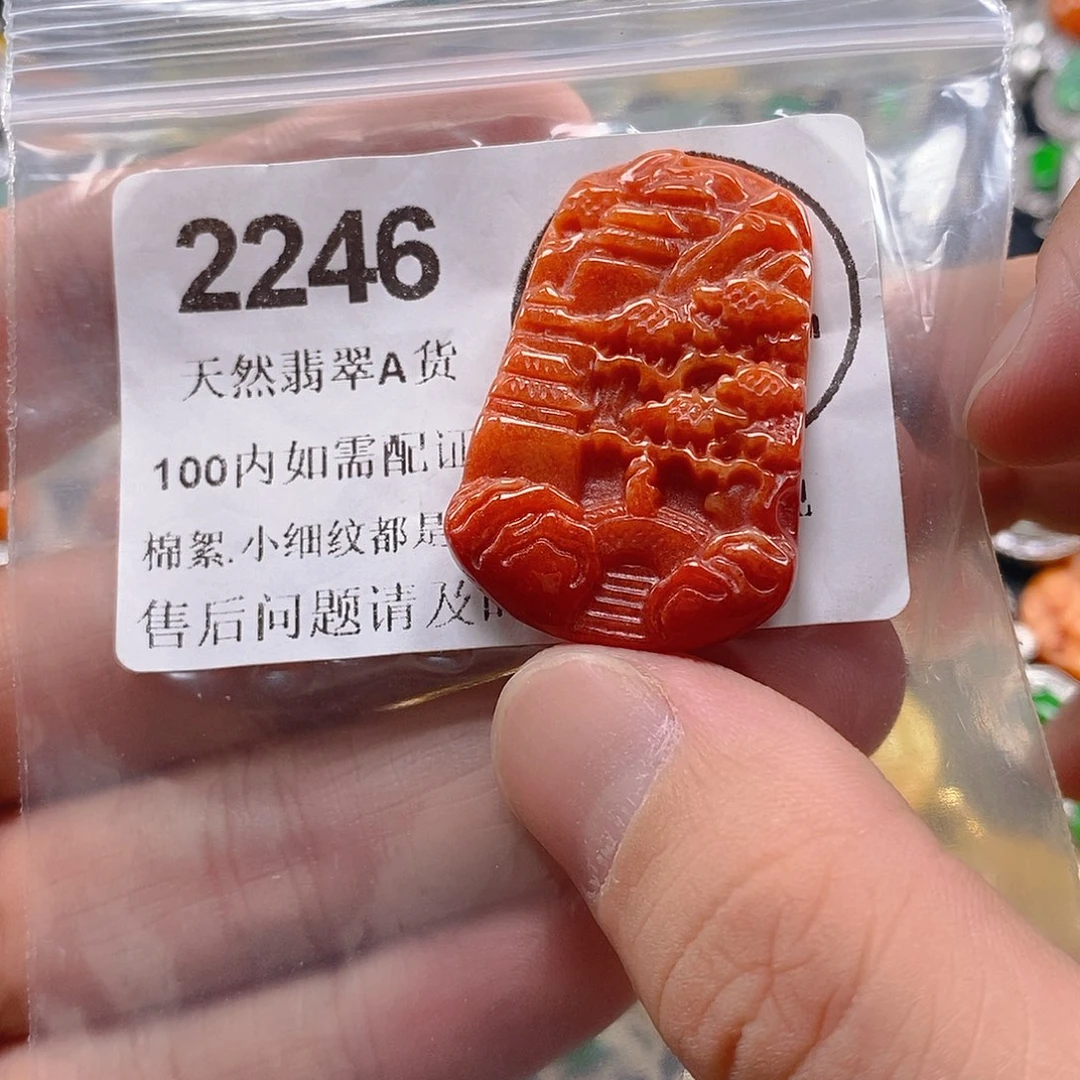 2246
天然翡翠A货
100内如需配证
棉絮.小细纹都是
售后问题请及